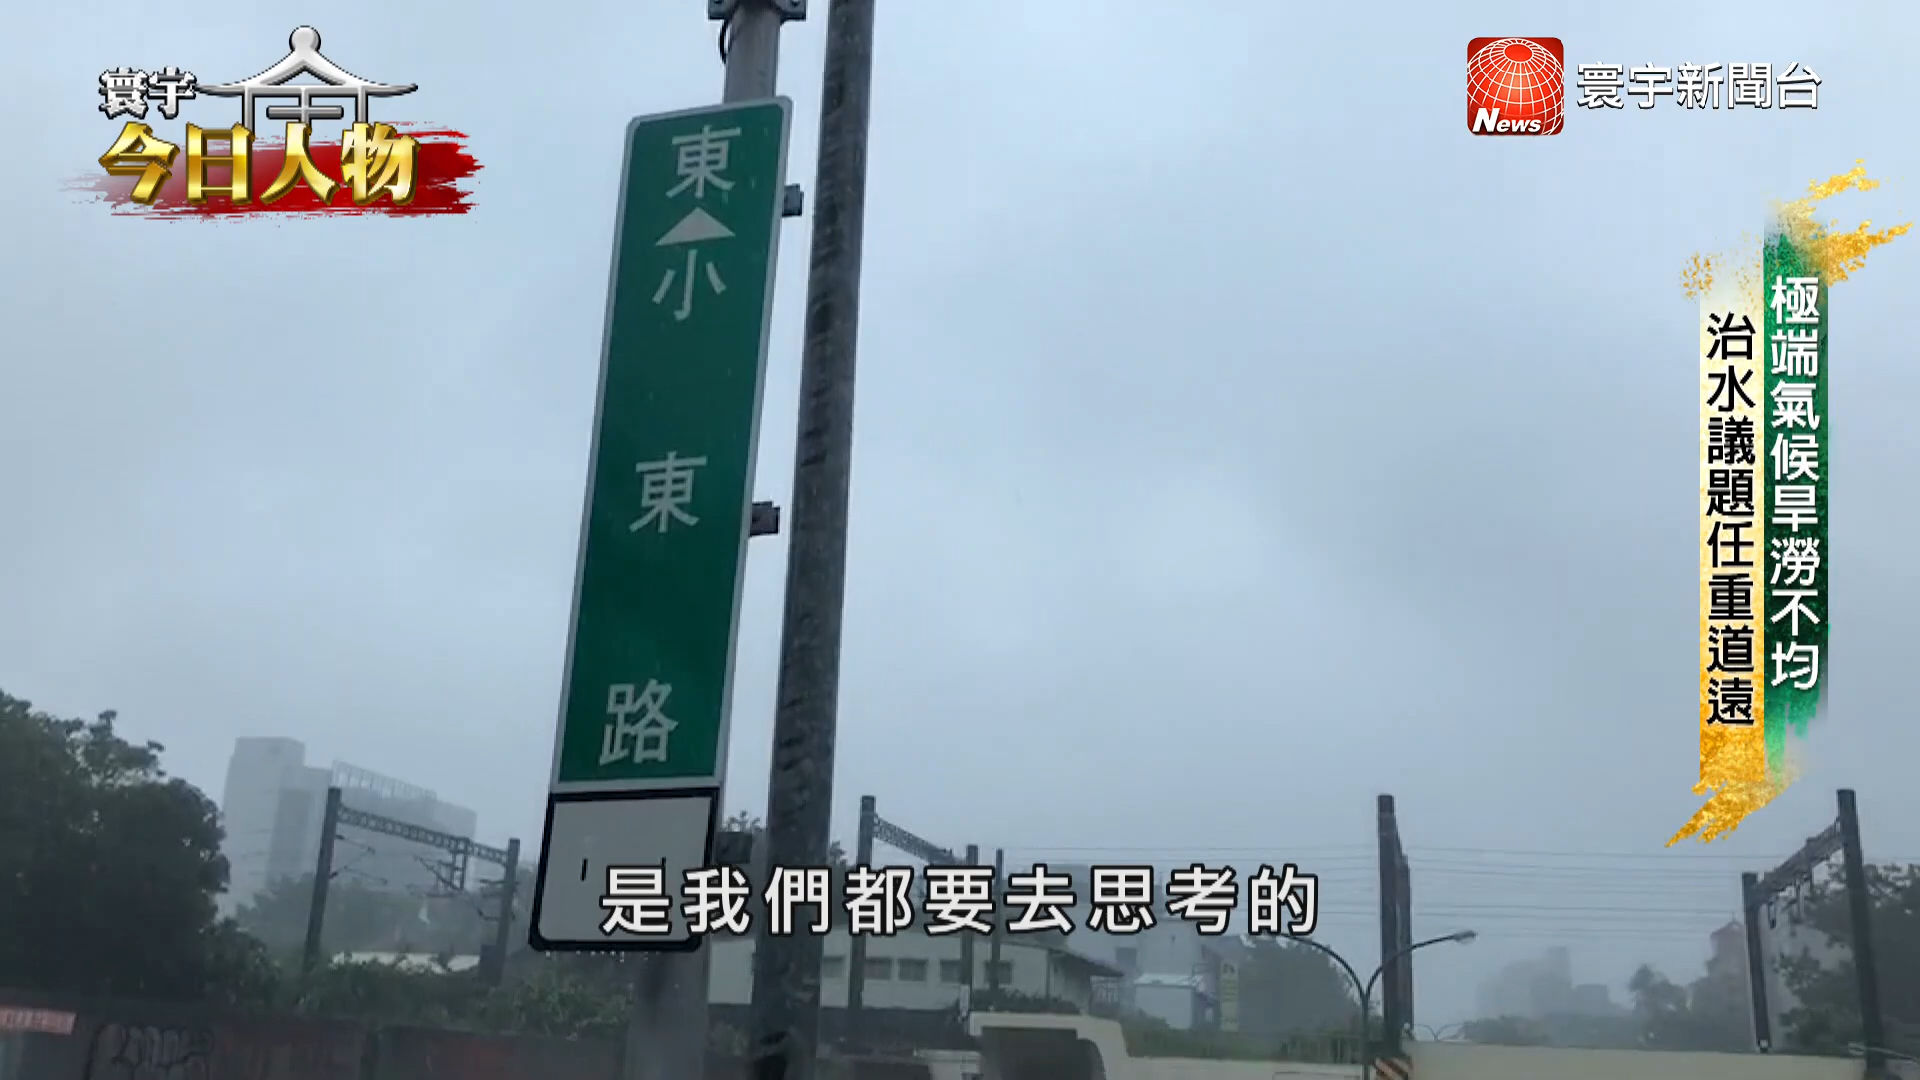 寰宇
今日人物
News
寰宇新聞台
極端氣候旱澇不均
治水議題任重道遠
東
小東路
是我們都要去思考的